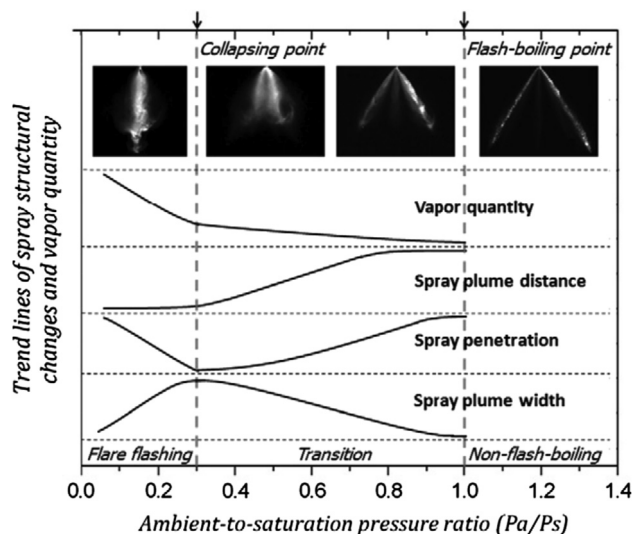 Collapsing point
Flash-boiling point
Trend lines of spray structural
changes and vapor quantity
Vapor quantity
Spray plume distance
Spray penetration
Spray plume width
Flare flashing
Transition
Non-flash-boiling
0.0 0.2 0.4 0.6 0.8 1.0 1.2 1.4
Ambient-to-saturation pressure ratio (Pa/Ps)